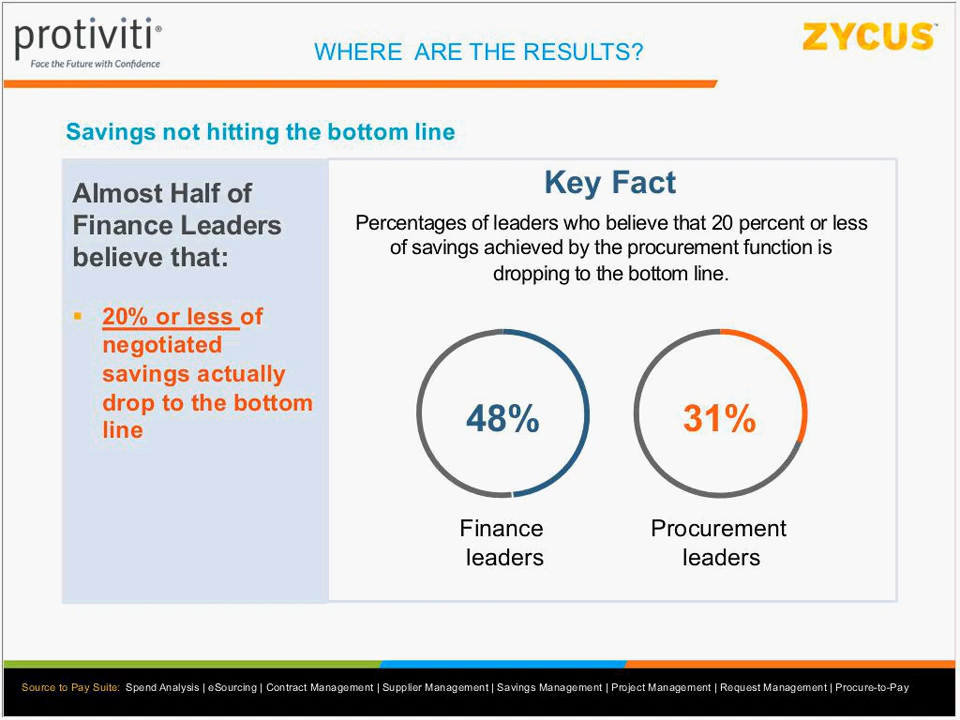 protiviti®
Face the Future with Confidence
WHERE ARE THE RESULTS?
ZYCUS™
Savings not hitting the bottom line
Almost Half of
Finance Leaders
believe that:
▪ 20% or less of
negotiated
savings actually
drop to the bottom
line
Key Fact
Percentages of leaders who believe that 20 percent or less
of savings achieved by the procurement function is
dropping to the bottom line.
48%
31%
Finance
leaders
Procurement
leaders
Source to Pay Suite: Spend Analysis | eSourcing | Contract Management | Supplier Management | Savings Management | Project Management | Request Management | Procure-to-Pay